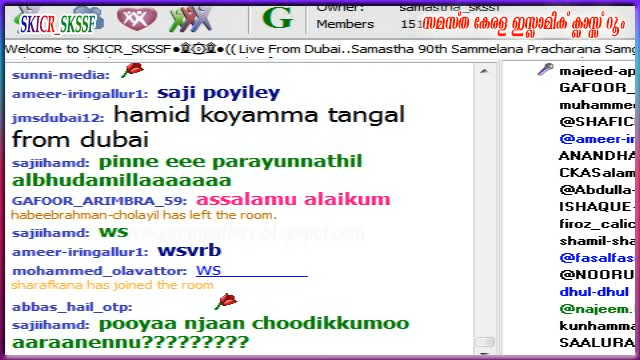 SKICR_SKSSF
Owner: samastha_skssf
Members 151
സമസ്ത കേരള ഇസ്ലാമിക് ക്ലാസ്സ് റൂം
Welcome to SKICR_SKSSF●۩۞۩●(( Live From Dubai..Samastha 90th Sammelana Pracharana Samg
sunni-media:
ameer-iringallur1: saji poyiley
jmsdubai12: hamid koyamma tangal
from dubai
sajiihamd: pinne eee parayunnathil
albhudamillaaaaaaa
GAFOOR_ARIMBRA_59: assalamu alaikum
habeebrahman-cholayil has left the room.
sajiihamd: ws
ameer-iringallur1: wsvrb
mohammed_olavattor: WS
sharafkana has joined the room
abbas_hail_otp:
sajiihamd: pooyaa njaan choodikkumoo
aaraanennu?????????
majeed-ap
GAFOOR_
muhamme
@SHAFIC
@ameer-in
ANANDHA
CKASalam
@Abdulla-
ISHAQUE-
firoz_calic
shamil-sha
@fasalfas
@NOORU
dhul-dhul
@najeem.
kunhamma
SAALURA